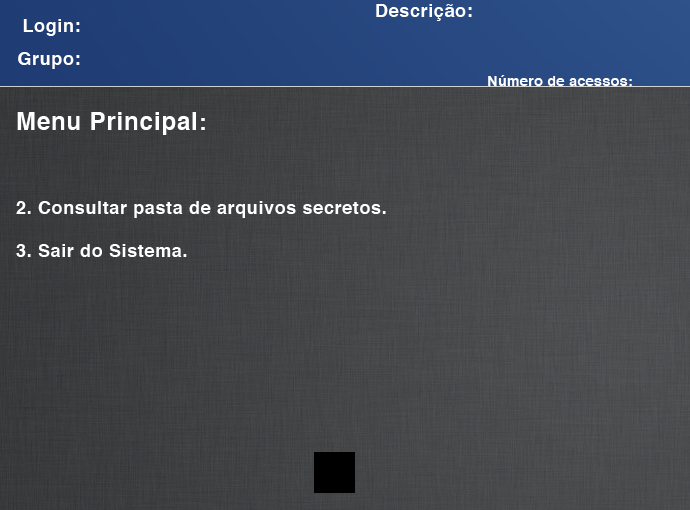 Login:
Descrição:
Grupo:
Número de acessos:
Menu Principal:
2. Consultar pasta de arquivos secretos.
3. Sair do Sistema.